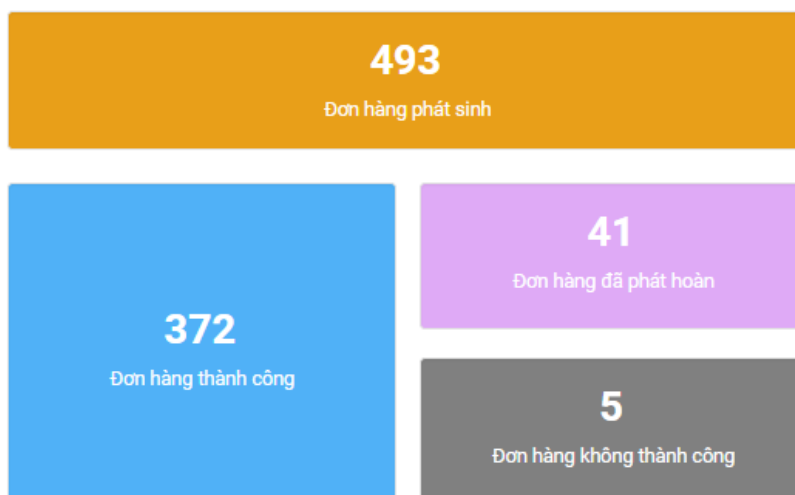 493
Đơn hàng phát sinh
372
Đơn hàng thành công
41
Đơn hàng đã phát hoàn
5
Đơn hàng không thành công